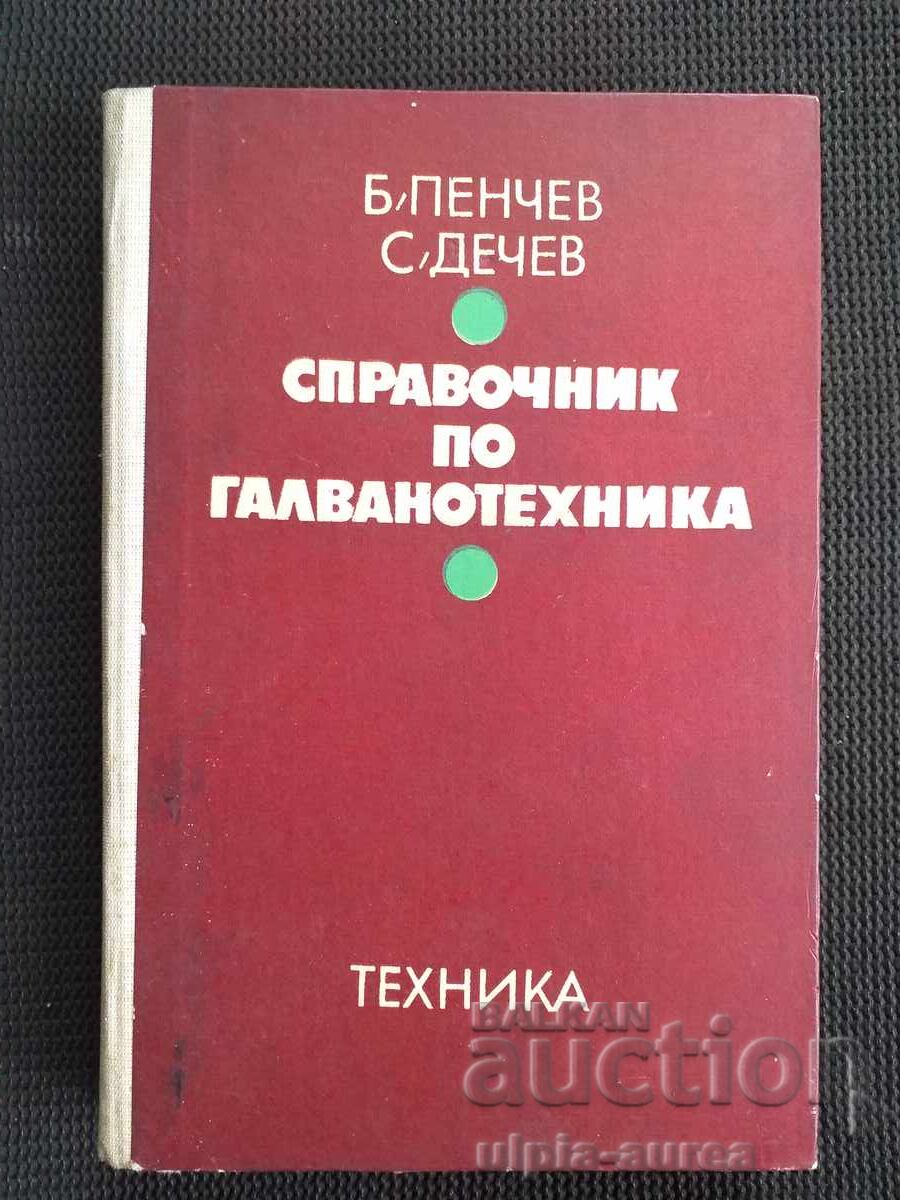 Б. ПЕНЧЕВ
С. ДЕЧЕВ
СПРАВОЧНИК
ПО
ГАЛВАНОТЕХНИКА
ТЕХНИКА
BALKAN
auction
ulpia-aurea